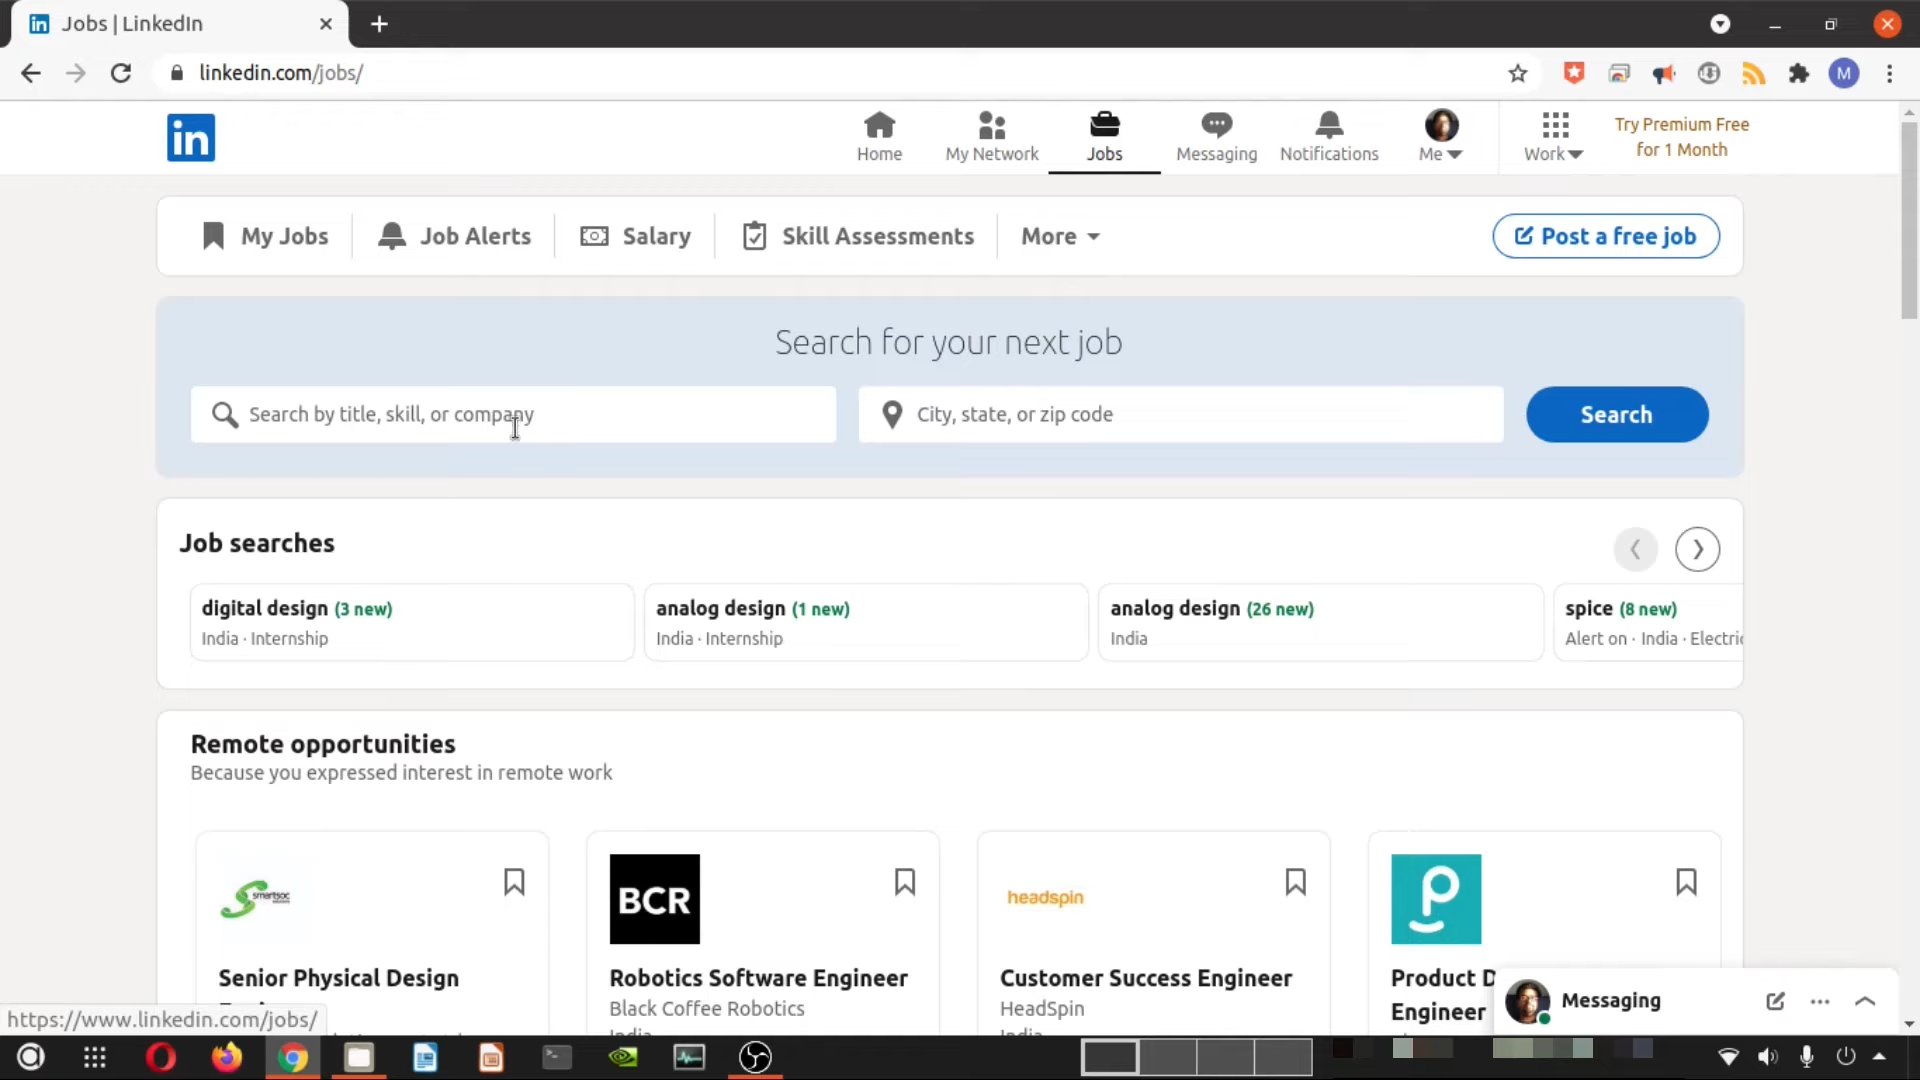 Jobs | LinkedIn
linkedin.com/jobs/
M
in
Home
My Network
Jobs
Messaging
Notifications
Me
Work
Try Premium Free
for 1 Month
My Jobs
Job Alerts
Salary
Skill Assessments
More
Post a free job
Search for your next job
Search by title, skill, or company
City, state, or zip code
Search
Job searches
digital design (3 new)
India · Internship
analog design (1 new)
India · Internship
analog design (26 new)
India
spice (8 new)
Alert on · India · Electric
Remote opportunities
Because you expressed interest in remote work
smartsoc
BCR
headspin
Senior Physical Design
Robotics Software Engineer
Black Coffee Robotics
India
Customer Success Engineer
HeadSpin
India
Product D
Engineer
Messaging
https://www.linkedin.com/jobs/